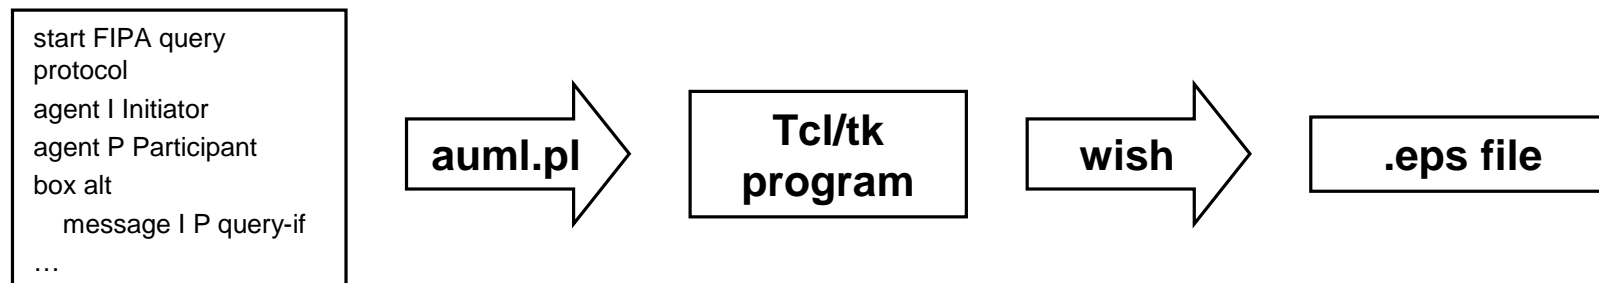 start FIPA query
protocol
agent I Initiator
agent P Participant
box alt
message I P query-if
…
auml.pl
Tcl/tk
program
wish
.eps file